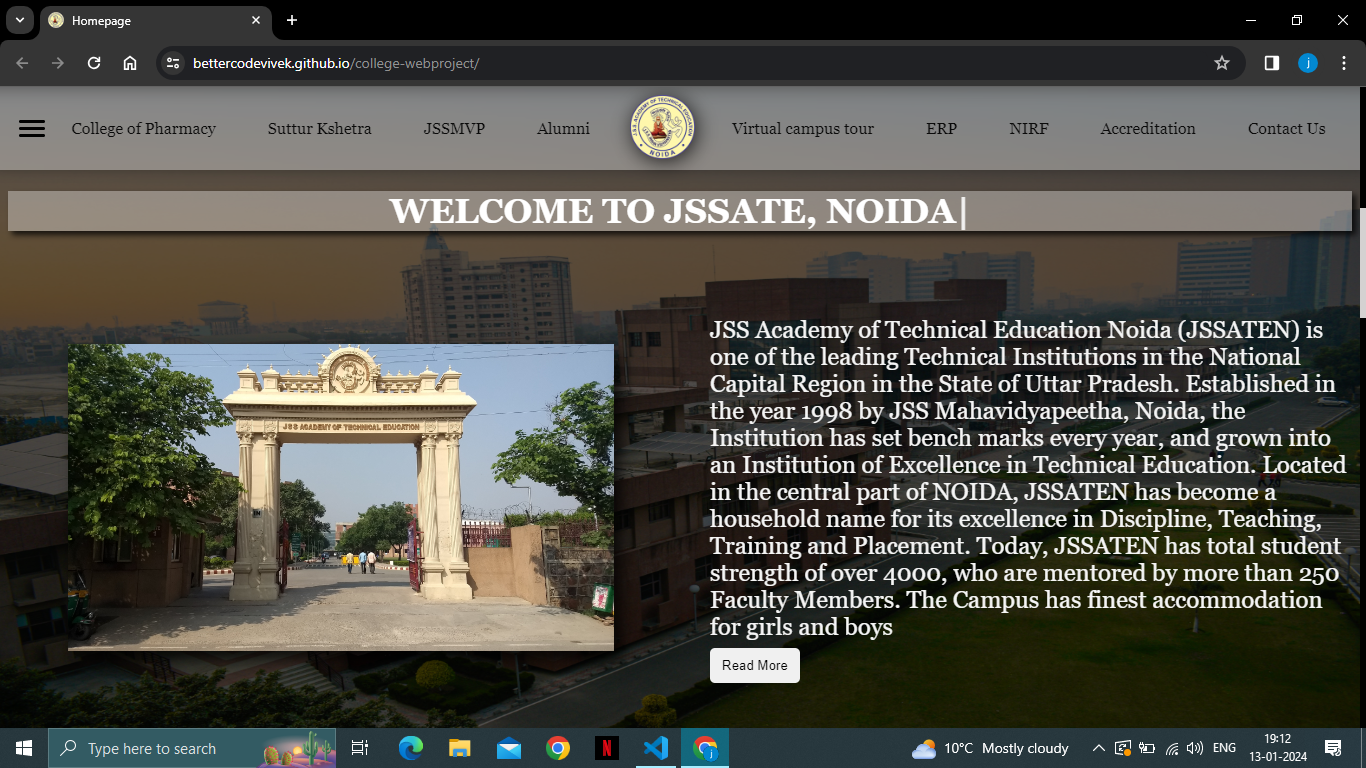 Homepage
bettercodevivek.github.io/college-webproject/
j
College of Pharmacy Suttur Kshetra JSSMVP Alumni Virtual campus tour ERP NIRF Accreditation Contact Us
JSS ACADEMY OF TECHNICAL EDUCATION
NOIDA
WELCOME TO JSSATE, NOIDA|
JSS ACADEMY OF TECHNICAL EDUCATION
JSS Academy of Technical Education Noida (JSSATEN) is
one of the leading Technical Institutions in the National
Capital Region in the State of Uttar Pradesh. Established in
the year 1998 by JSS Mahavidyapeetha, Noida, the
Institution has set bench marks every year, and grown into
an Institution of Excellence in Technical Education. Located
in the central part of NOIDA, JSSATEN has become a
household name for its excellence in Discipline, Teaching,
Training and Placement. Today, JSSATEN has total student
strength of over 4000, who are mentored by more than 250
Faculty Members. The Campus has finest accommodation
for girls and boys
Read More
Type here to search
N
j
10°C Mostly cloudy
ENG
19:12
13-01-2024